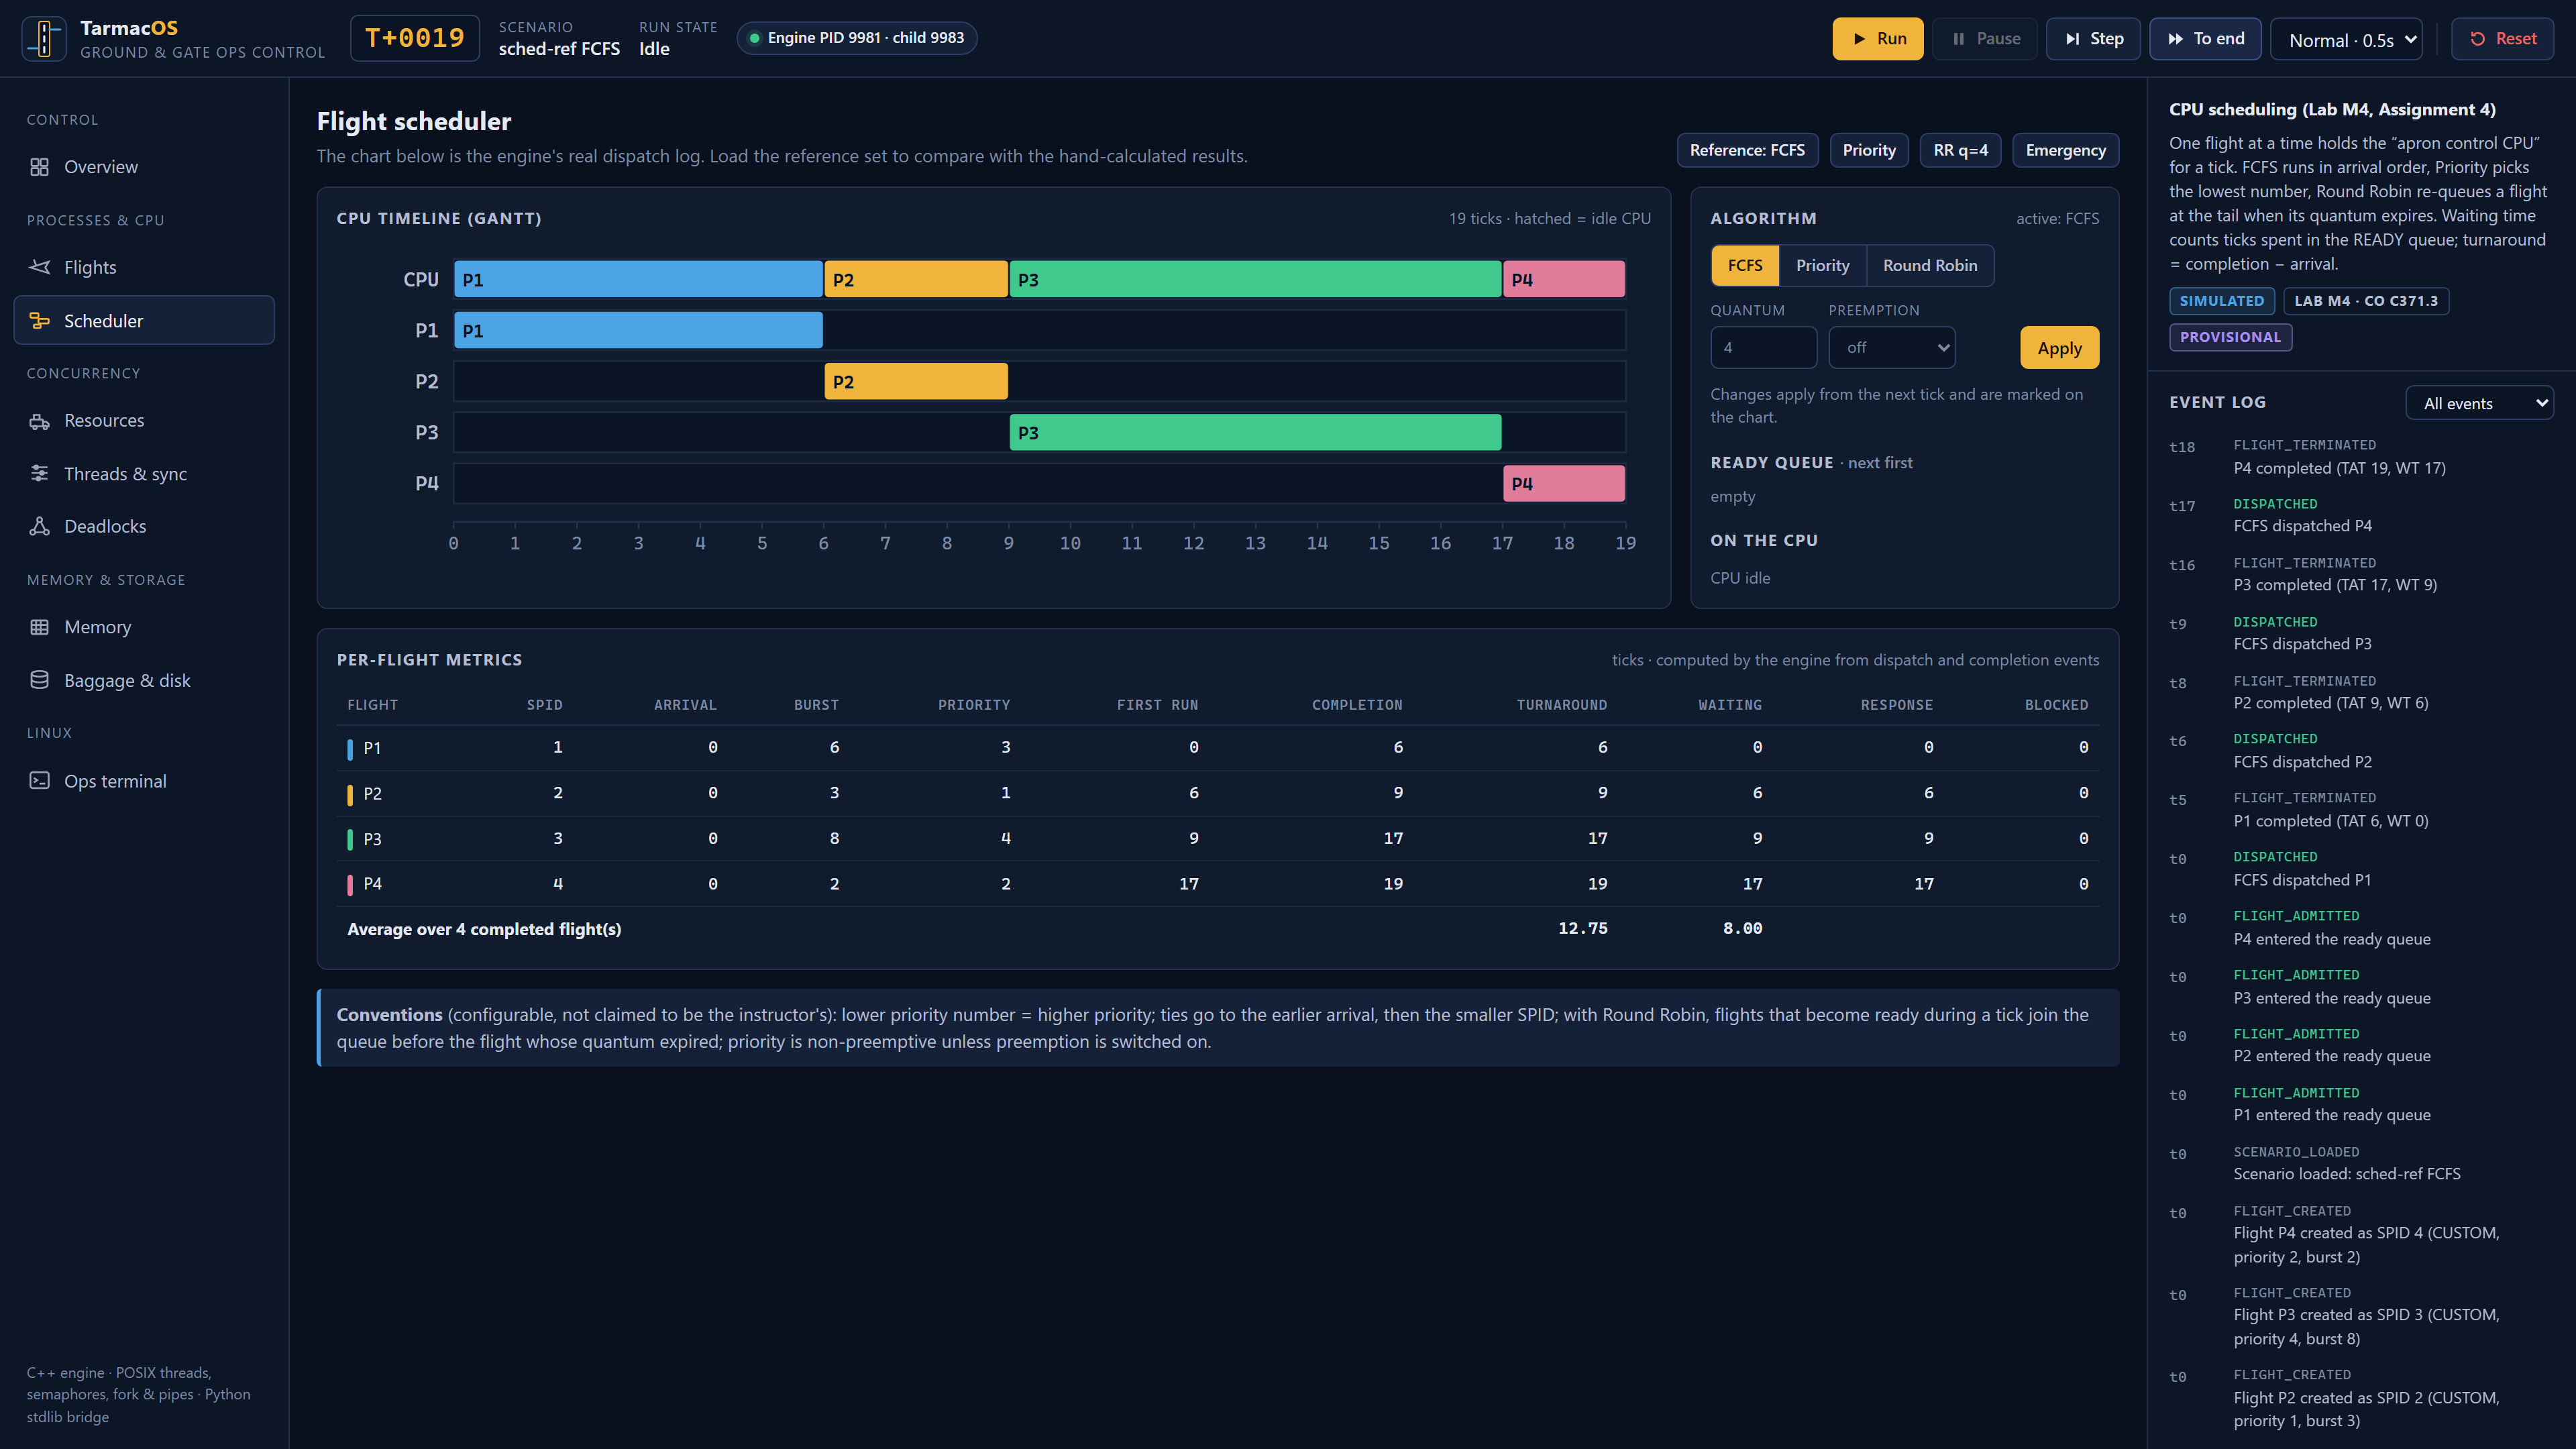 TarmacOS
GROUND & GATE OPS CONTROL
T+0019
SCENARIO
sched-ref FCFS
RUN STATE
Idle
Engine PID 9981 · child 9983
Run
Pause
Step
To end
Normal · 0.5s
Reset
CONTROL
Overview
PROCESSES & CPU
Flights
Scheduler
CONCURRENCY
Resources
Threads & sync
Deadlocks
MEMORY & STORAGE
Memory
Baggage & disk
LINUX
Ops terminal
C++ engine · POSIX threads,
semaphores, fork & pipes · Python
stdlib bridge
Flight scheduler
The chart below is the engine's real dispatch log. Load the reference set to compare with the hand-calculated results.
Reference: FCFS
Priority
RR q=4
Emergency
CPU TIMELINE (GANTT)
19 ticks · hatched = idle CPU
CPU P1 P2 P3 P4
P1 P1
P2 P2
P3 P3
P4 P4
0 1 2 3 4 5 6 7 8 9 10 11 12 13 14 15 16 17 18 19
ALGORITHM
active: FCFS
FCFS
Priority
Round Robin
QUANTUM
PREEMPTION
4
off
Apply
Changes apply from the next tick and are marked on
the chart.
READY QUEUE · next first
empty
ON THE CPU
CPU idle
PER-FLIGHT METRICS
ticks · computed by the engine from dispatch and completion events
FLIGHT SPID ARRIVAL BURST PRIORITY FIRST RUN COMPLETION TURNAROUND WAITING RESPONSE BLOCKED
P1 1 0 6 3 0 6 6 0 0 0
P2 2 0 3 1 6 9 9 6 6 0
P3 3 0 8 4 9 17 17 9 9 0
P4 4 0 2 2 17 19 19 17 17 0
Average over 4 completed flight(s) 12.75 8.00
Conventions (configurable, not claimed to be the instructor's): lower priority number = higher priority; ties go to the earlier arrival, then the smaller SPID; with Round Robin, flights that become ready during a tick join the
queue before the flight whose quantum expired; priority is non-preemptive unless preemption is switched on.
CPU scheduling (Lab M4, Assignment 4)
One flight at a time holds the “apron control CPU”
for a tick. FCFS runs in arrival order, Priority picks
the lowest number, Round Robin re-queues a flight
at the tail when its quantum expires. Waiting time
counts ticks spent in the READY queue; turnaround
= completion − arrival.
SIMULATED
LAB M4 · CO C371.3
PROVISIONAL
EVENT LOG
All events
t18 FLIGHT_TERMINATED
P4 completed (TAT 19, WT 17)
t17 DISPATCHED
FCFS dispatched P4
t16 FLIGHT_TERMINATED
P3 completed (TAT 17, WT 9)
t9 DISPATCHED
FCFS dispatched P3
t8 FLIGHT_TERMINATED
P2 completed (TAT 9, WT 6)
t6 DISPATCHED
FCFS dispatched P2
t5 FLIGHT_TERMINATED
P1 completed (TAT 6, WT 0)
t0 DISPATCHED
FCFS dispatched P1
t0 FLIGHT_ADMITTED
P4 entered the ready queue
t0 FLIGHT_ADMITTED
P3 entered the ready queue
t0 FLIGHT_ADMITTED
P2 entered the ready queue
t0 FLIGHT_ADMITTED
P1 entered the ready queue
t0 SCENARIO_LOADED
Scenario loaded: sched-ref FCFS
t0 FLIGHT_CREATED
Flight P4 created as SPID 4 (CUSTOM,
priority 2, burst 2)
t0 FLIGHT_CREATED
Flight P3 created as SPID 3 (CUSTOM,
priority 4, burst 8)
t0 FLIGHT_CREATED
Flight P2 created as SPID 2 (CUSTOM,
priority 1, burst 3)